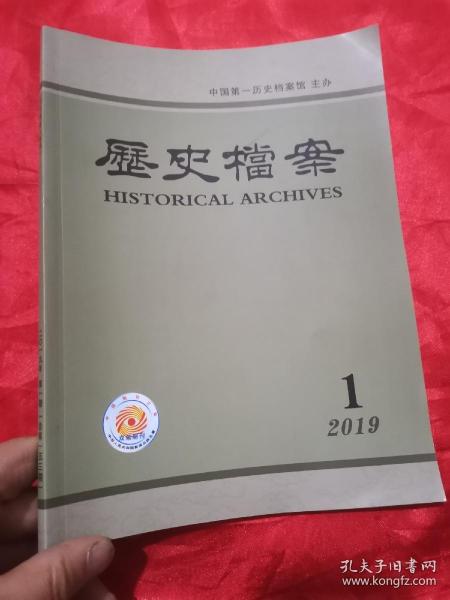 中国第一历史档案馆 主办
歷史檔案
HISTORICAL ARCHIVES
1
2019
孔夫子旧书网
www.kongfz.com